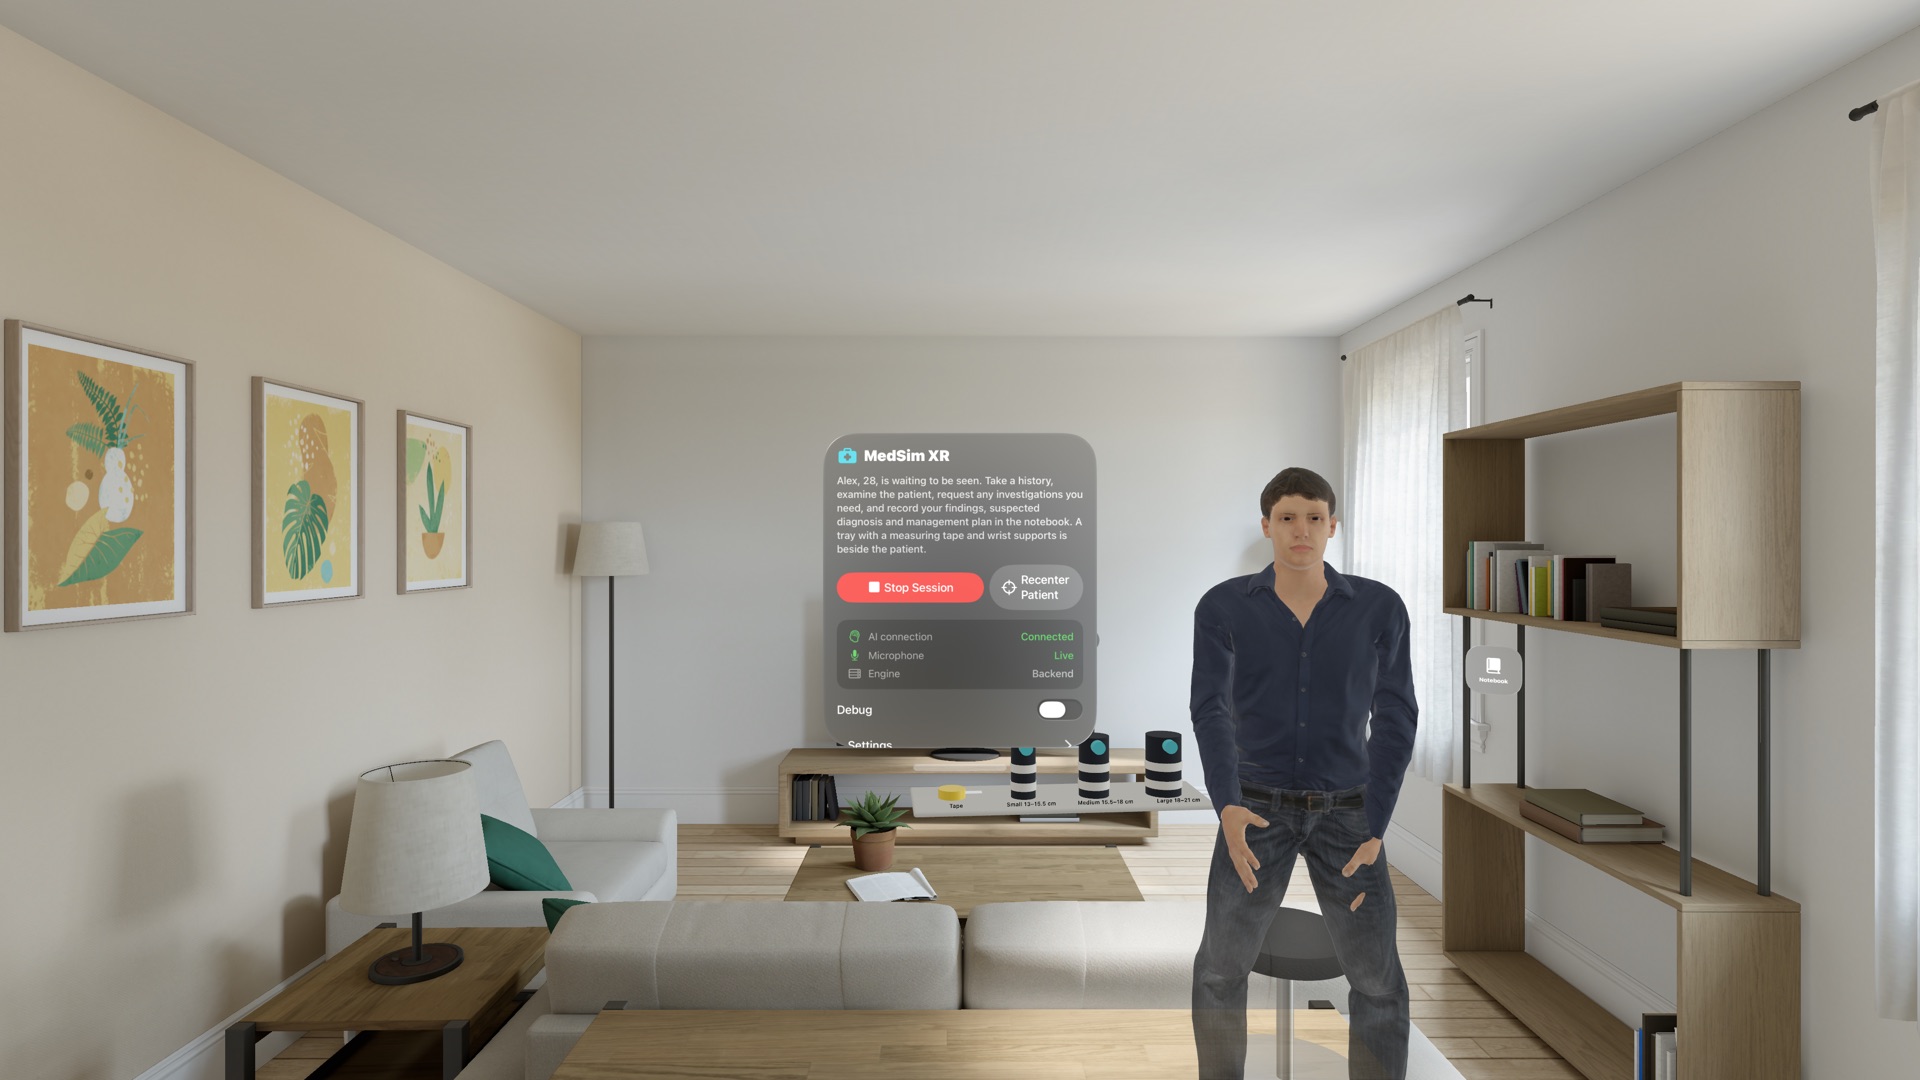 MedSim XR
Alex, 28, is waiting to be seen. Take a history,
examine the patient, request any investigations you
need, and record your findings, suspected
diagnosis and management plan in the notebook. A
tray with a measuring tape and wrist supports is
beside the patient.
Stop Session
Recenter
Patient
AI connection Connected
Microphone Live
Engine Backend
Debug
Settings
Notebook
Tape
Small 13–15.5 cm
Medium 15.5–18 cm
Large 18–21 cm